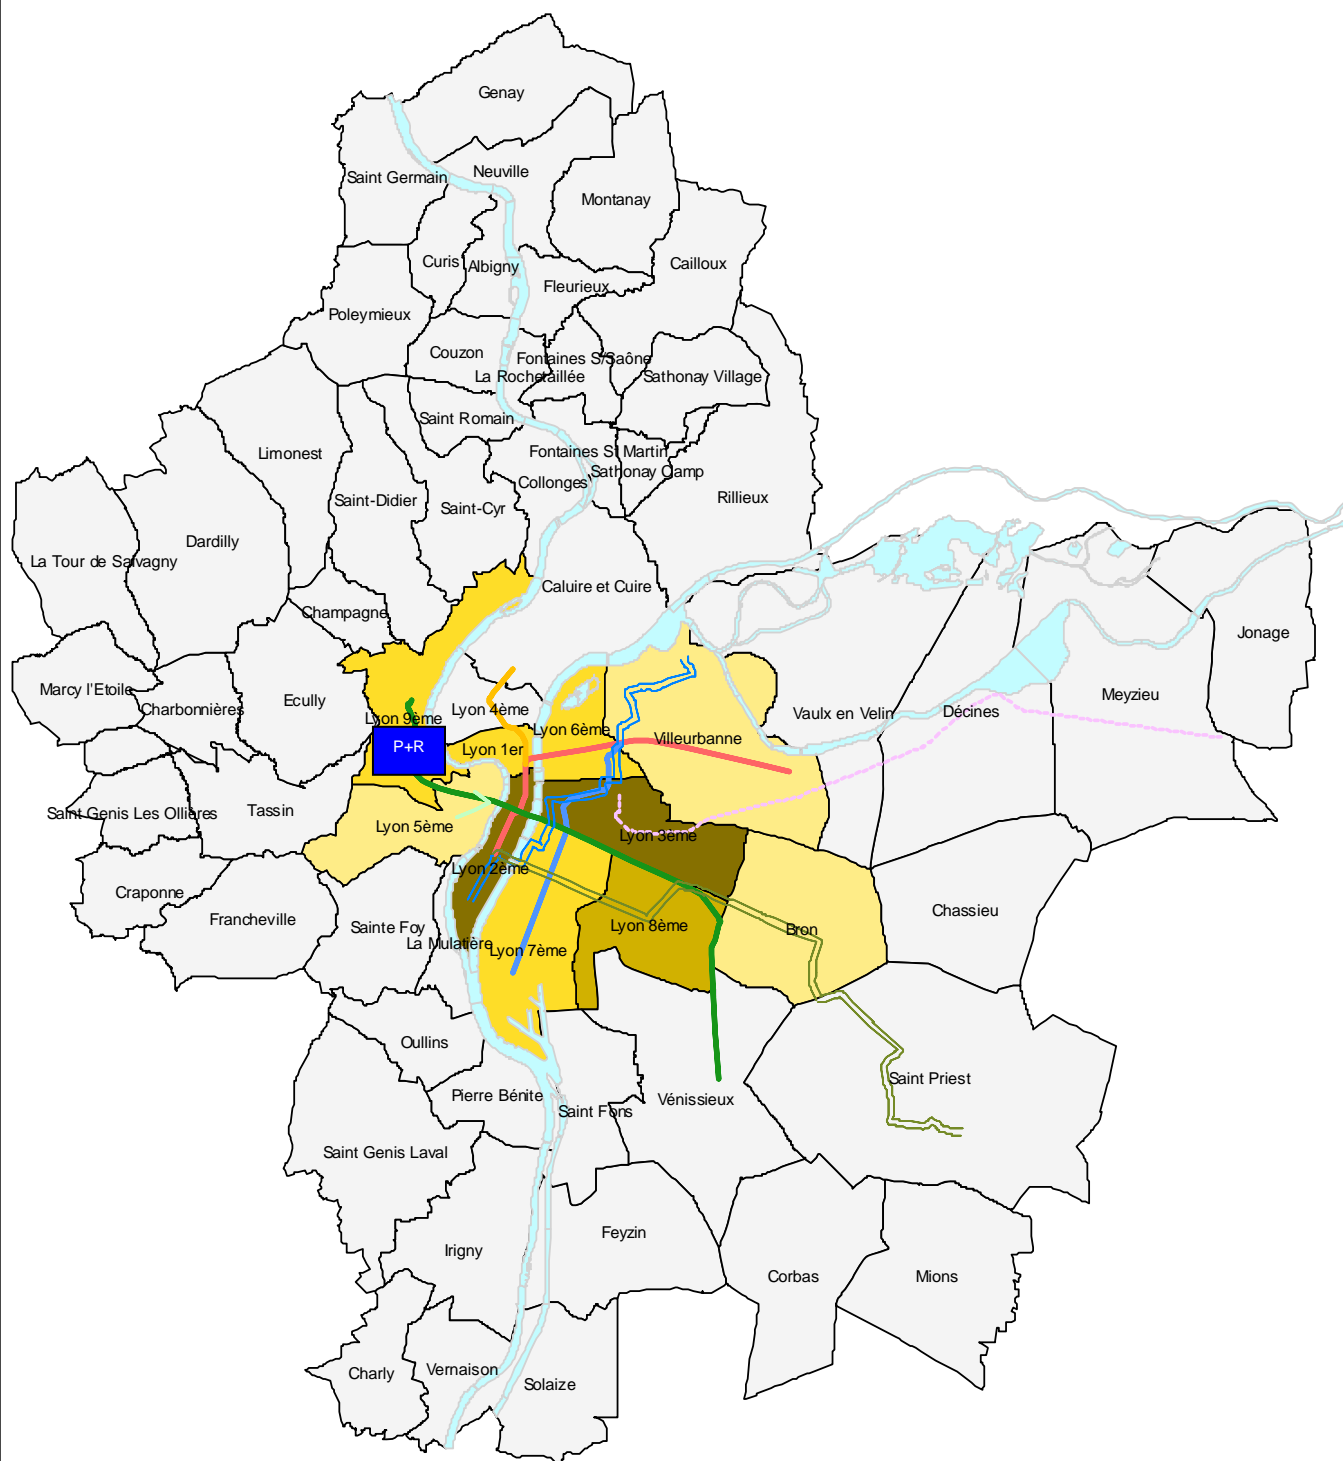 Genay
Neuville
Saint Germain
Montanay
Curis
Albigny
Cailloux
Fleurieux
Poleymieux
Couzon
Fontaines S/Saône
La Rochetaillée
Sathonay Village
Saint Romain
Limonest
Fontaines St Martin
Sathonay Camp
Collonges
Rillieux
Saint-Didier
Saint-Cyr
Dardilly
La Tour de Salvagny
Caluire et Cuire
Champagne
Jonage
Marcy l'Etoile
Charbonnières
Ecully
Meyzieu
Lyon 4ème
Lyon 9ème
Vaulx en Velin
Décines
Lyon 6ème
Villeurbanne
P+R
Lyon 1er
Saint Genis Les Ollières
Tassin
Lyon 5ème
Lyon 3ème
Lyon 2ème
Craponne
Francheville
Sainte Foy
La Mulatière
Lyon 7ème
Lyon 8ème
Bron
Chassieu
Oullins
Pierre Bénite
Saint Fons
Vénissieux
Saint Priest
Saint Genis Laval
Irigny
Feyzin
Corbas
Mions
Charly
Vernaison
Solaize